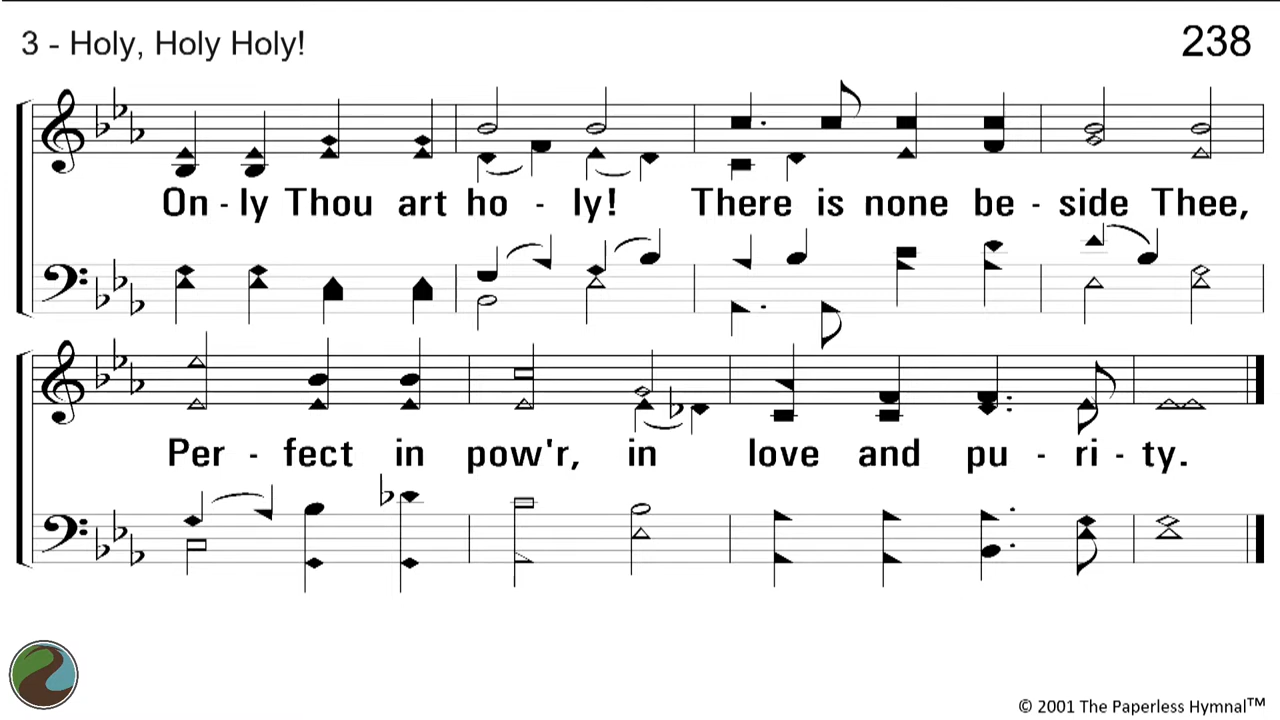 3 - Holy, Holy Holy!
238
On - ly Thou art ho - ly! There is none be - side Thee,
Per - fect in pow'r, in love and pu - ri - ty.
© 2001 The Paperless Hymnal™